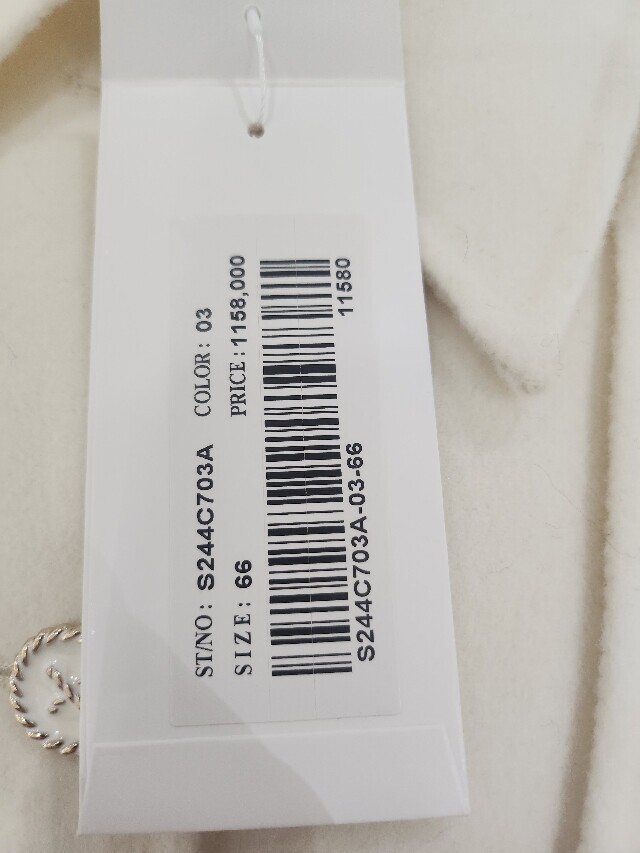 ST/NO: S244C703A COLOR: 03
SIZE: 66 PRICE:1158,000
11580
S244C703A-03-66